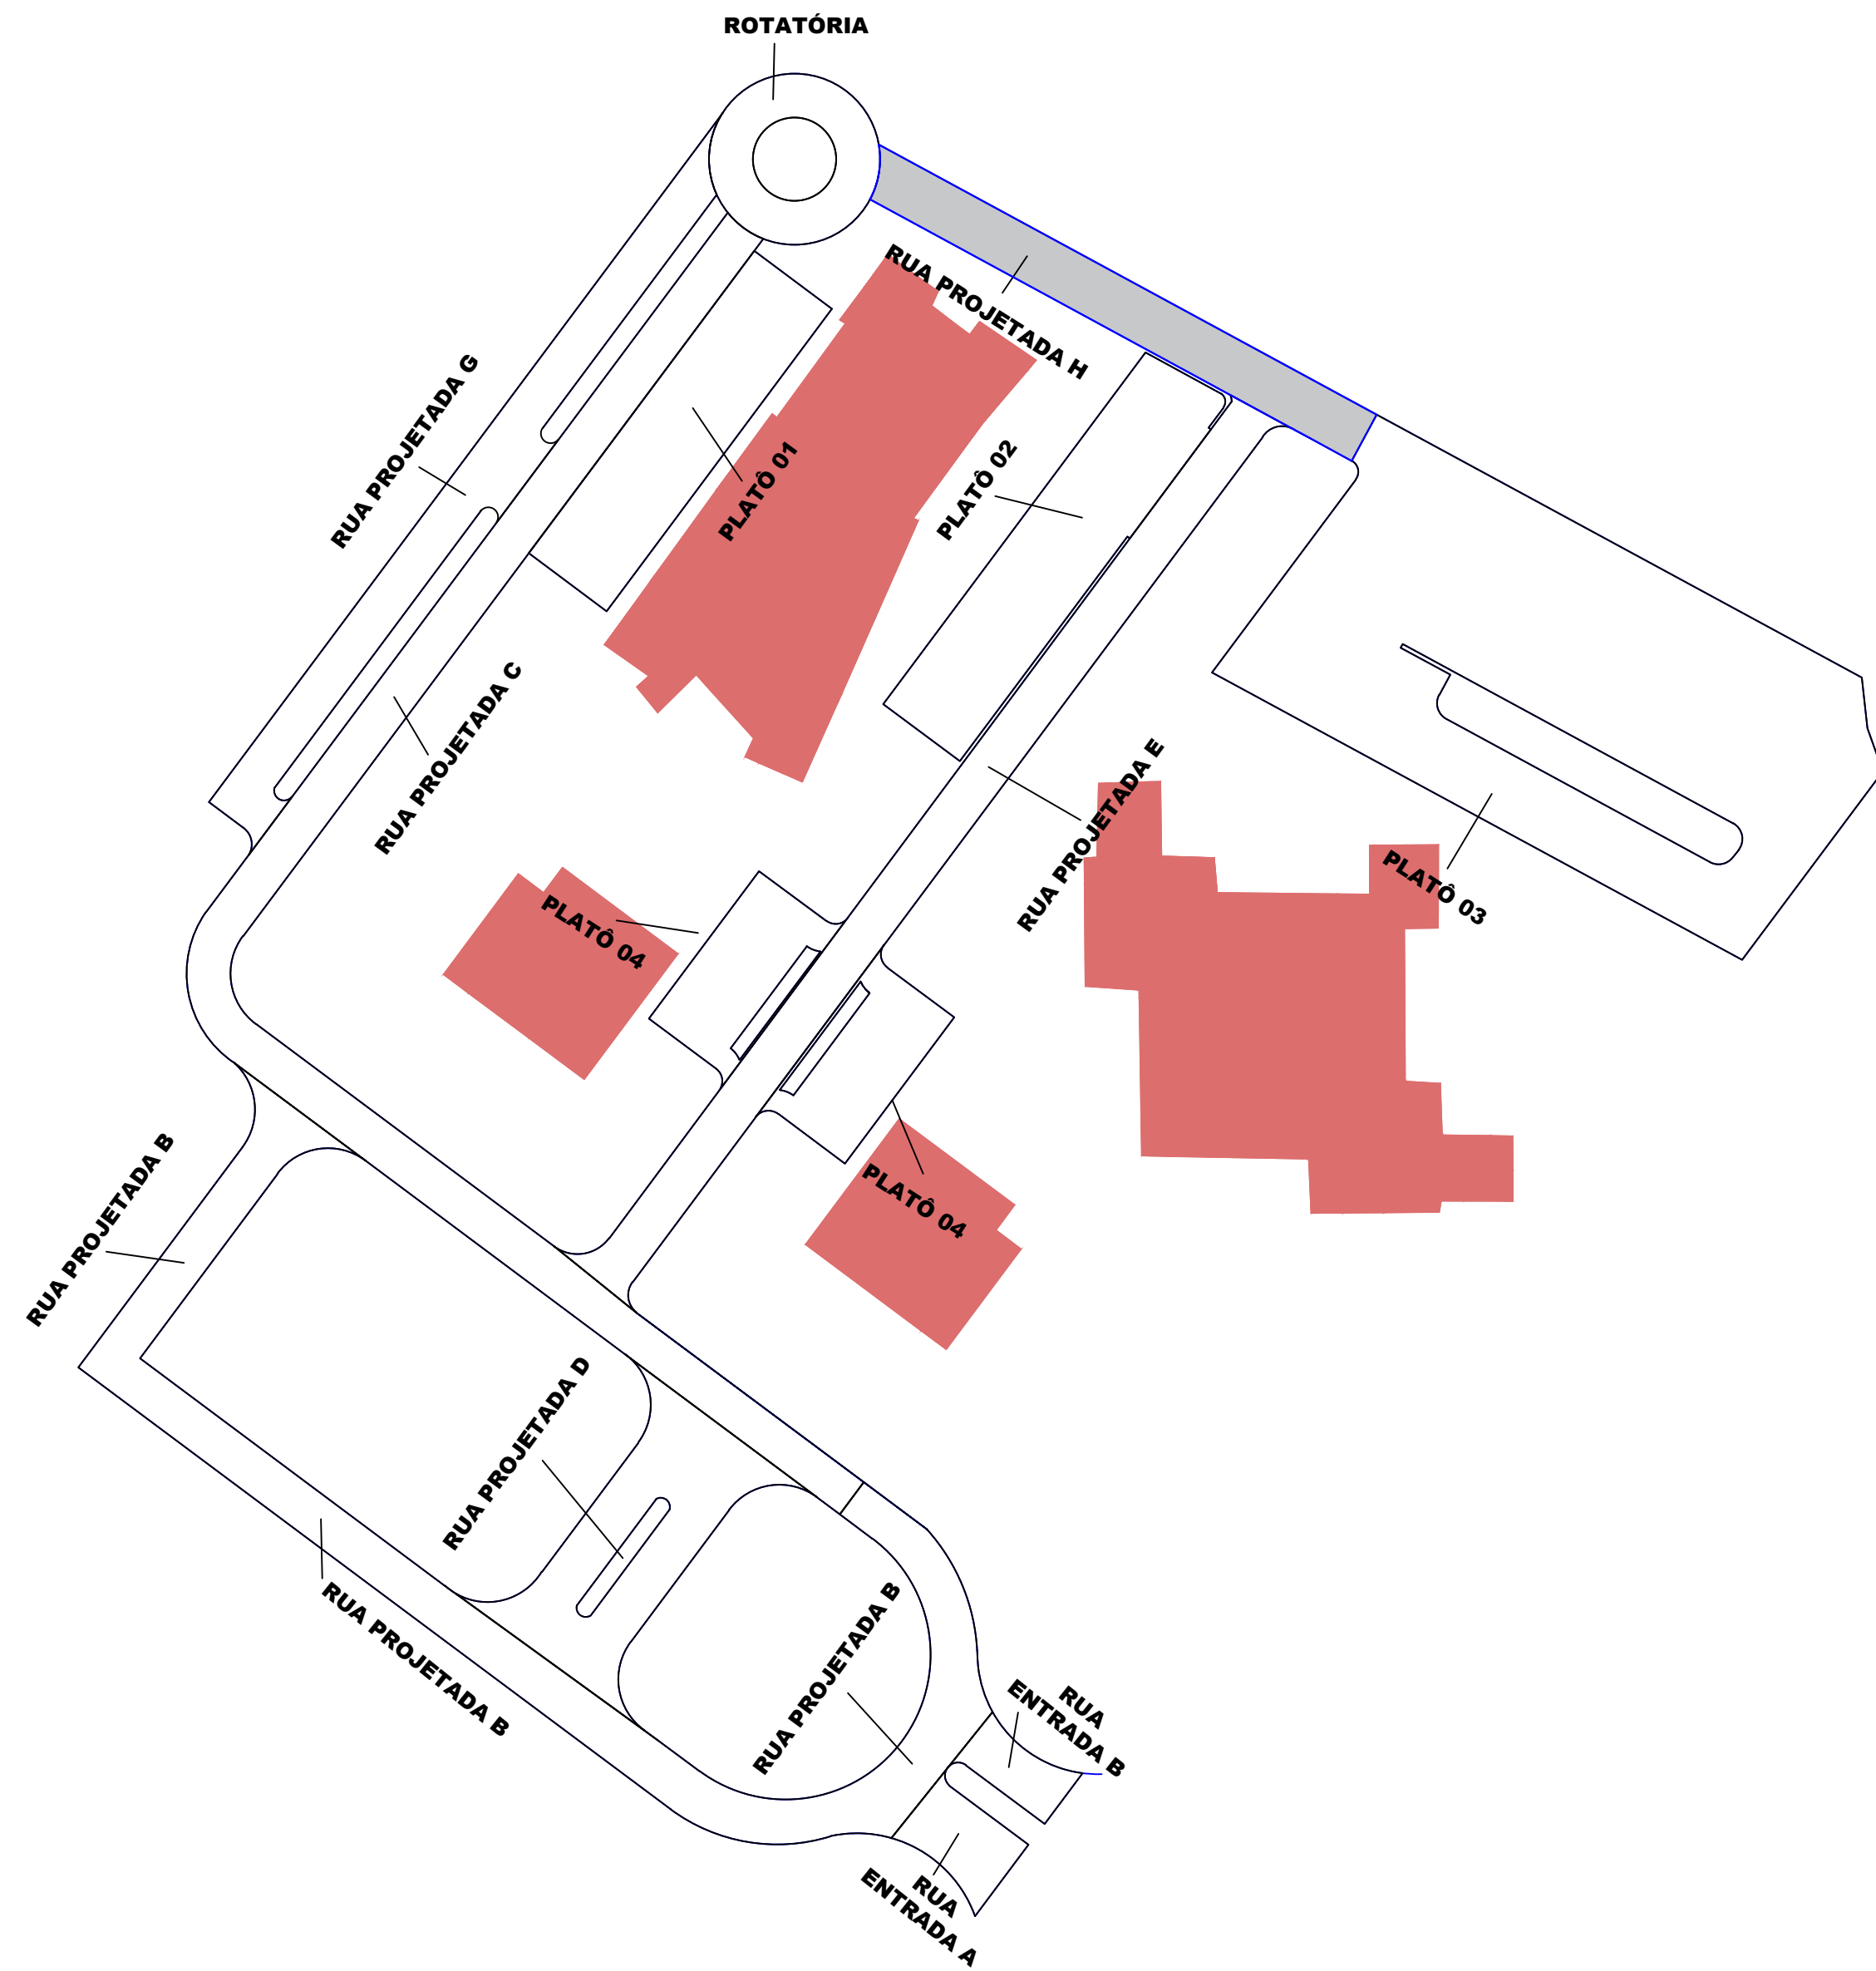 ROTATÓRIA
RUA PROJETADA H
RUA PROJETADA G
PLATÔ 01
PLATÔ 02
RUA PROJETADA C
RUA PROJETADA E
PLATÔ 03
PLATÔ 04
PLATÔ 04
RUA PROJETADA B
RUA PROJETADA D
RUA PROJETADA B
RUA PROJETADA B
RUA
ENTRADA B
RUA
ENTRADA A